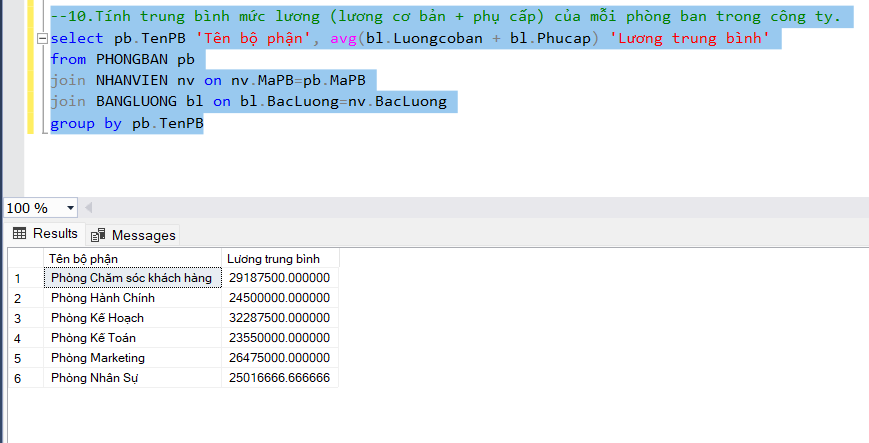 --10.Tính trung bình mức lương (lương cơ bản + phụ cấp) của mỗi phòng ban trong công ty.
select pb.TenPB 'Tên bộ phận', avg(bl.Luongcoban + bl.Phucap) 'Lương trung bình'
from PHONGBAN pb
join NHANVIEN nv on nv.MaPB=pb.MaPB
join BANGLUONG bl on bl.BacLuong=nv.BacLuong
group by pb.TenPB
100 %
Results Messages
Tên bộ phận Lương trung bình
1 Phòng Chăm sóc khách hàng 29187500.000000
2 Phòng Hành Chính 24500000.000000
3 Phòng Kế Hoạch 32287500.000000
4 Phòng Kế Toán 23550000.000000
5 Phòng Marketing 26475000.000000
6 Phòng Nhân Sự 25016666.666666